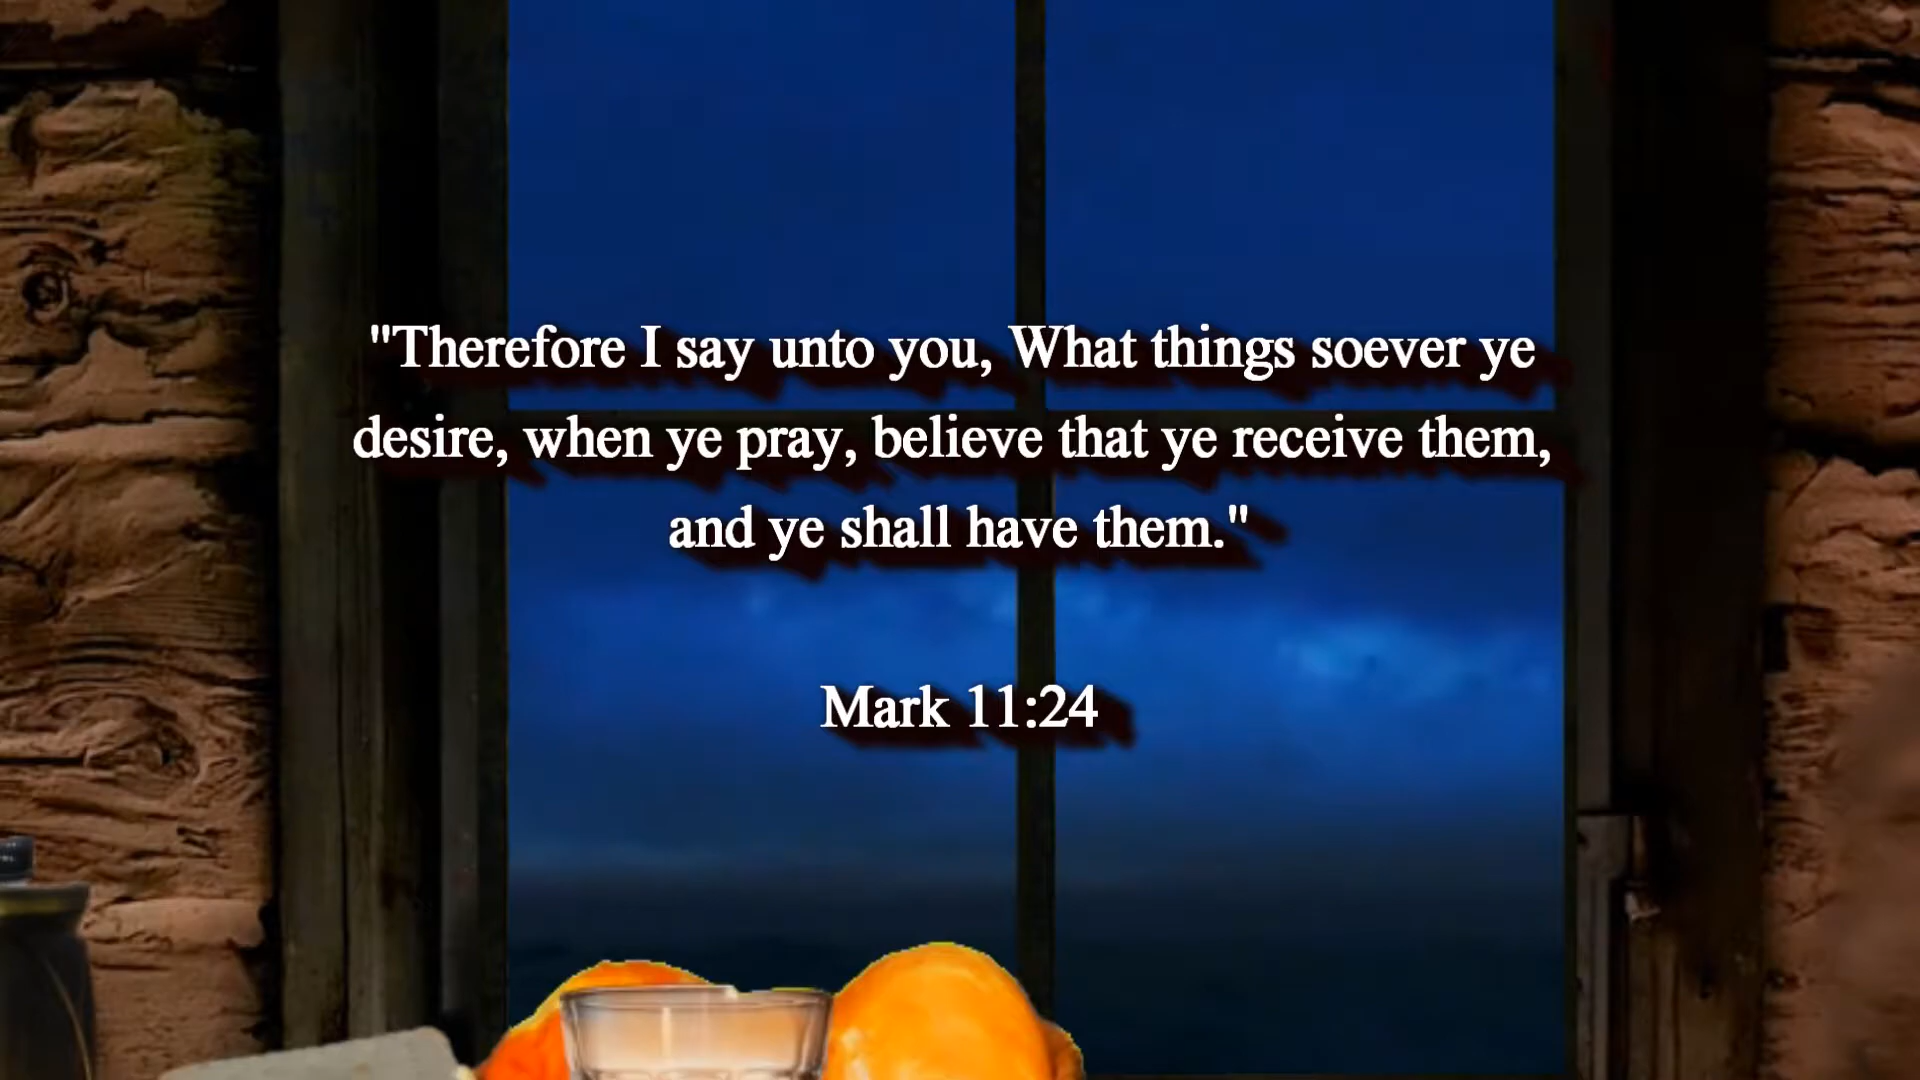 "Therefore I say unto you, What things soever ye
desire, when ye pray, believe that ye receive them,
and ye shall have them."
Mark 11:24